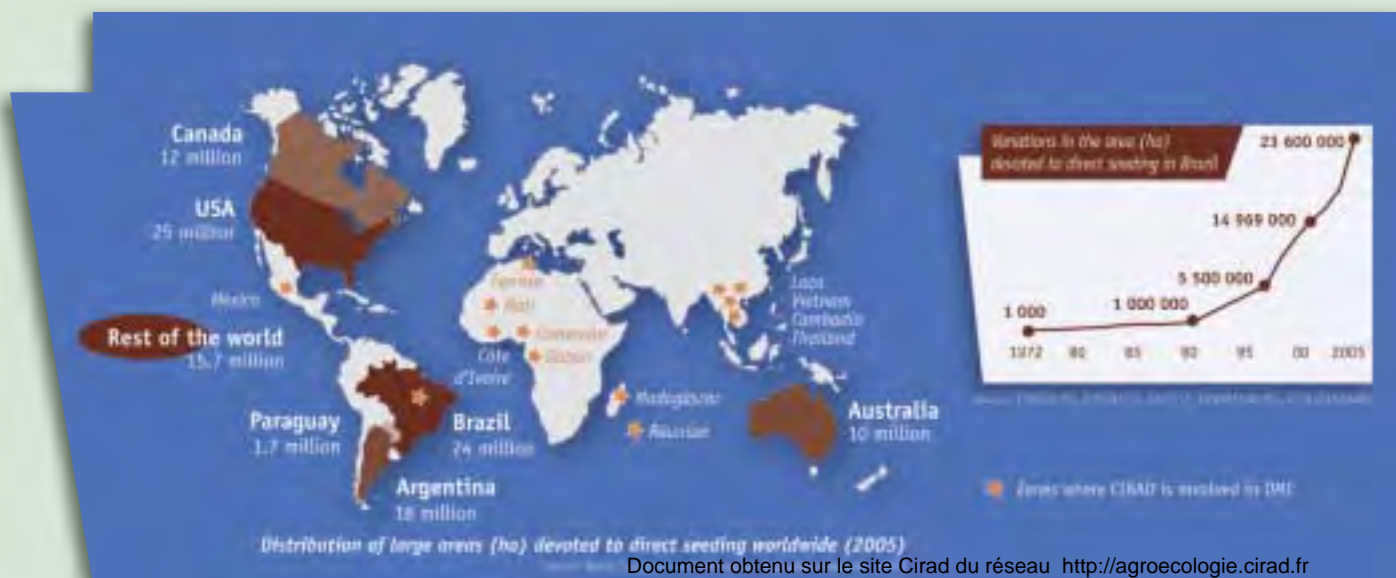 Canada
12 million
USA
25 million
Mexico
Rest of the world
15.7 million
Paraguay
1.7 million
Brazil
24 million
Argentina
18 million
Tunisia
Mali
Cameroon
Côte
d'Ivoire
Gabon
Madagascar
Réunion
Laos
Vietnam
Cambodia
Thailand
Australia
10 million
Variations in the area (ha)
devoted to direct seeding in Brazil
23 600 000
14 969 000
5 500 000
1 000 000
1 000
1972 80 85 90 95 00 2005
Zones where CIRAD is involved in DMC
Distribution of large areas (ha) devoted to direct seeding worldwide (2005)
Document obtenu sur le site Cirad du réseau http://agroecologie.cirad.fr